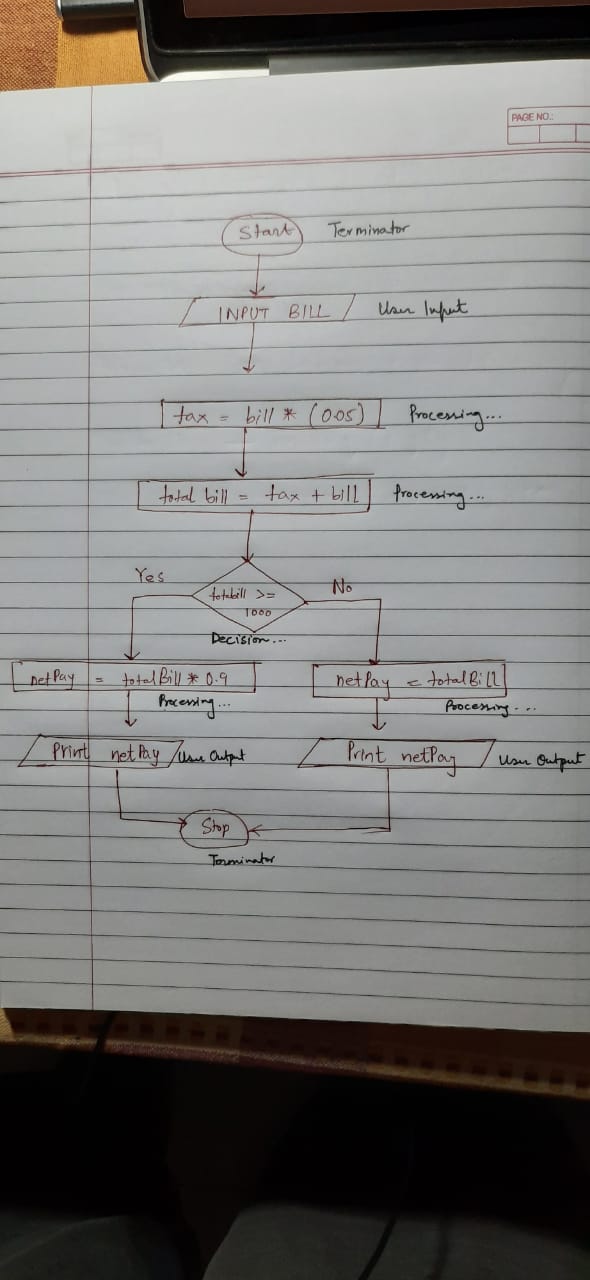 PAGE NO.:
Start Terminator
INPUT BILL User Input
tax = bill * (0.05) Processing...
total bill = tax + bill Processing...
Yes No
totalbill >=
1000
Decision...
netPay = totalBill * 0.9 netPay = totalBill
Processing... Processing...
Print netPay User Output Print netPay User Output
Stop
Terminator